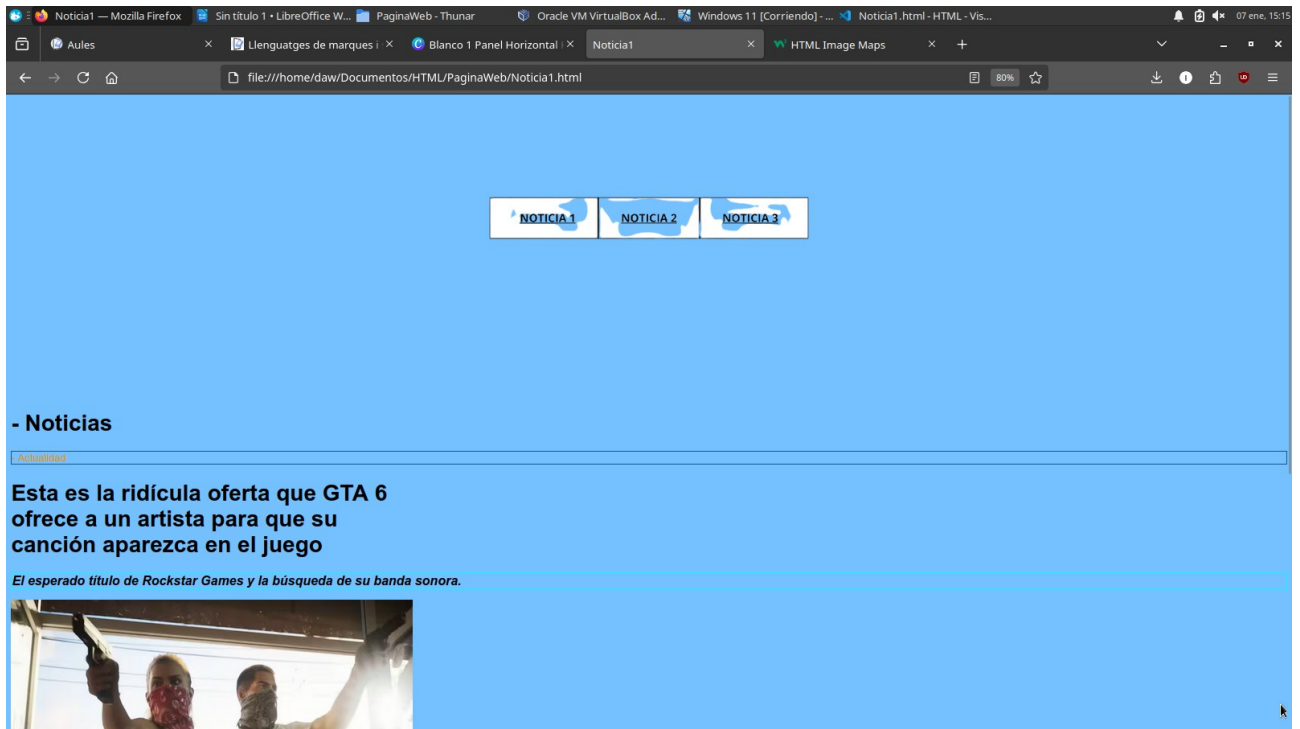 Noticia1 — Mozilla Firefox Sin título 1 • LibreOffice W... PaginaWeb - Thunar Oracle VM VirtualBox Ad... Windows 11 [Corriendo] - ... Noticia1.html - HTML - Vis... 07 ene, 15:15
Aules Llenguatges de marques i Blanco 1 Panel Horizontal Noticia1 HTML Image Maps
file:///home/daw/Documentos/HTML/PaginaWeb/Noticia1.html 80%
NOTICIA 1 NOTICIA 2 NOTICIA 3
- Noticias
- Actualidad
Esta es la ridícula oferta que GTA 6
ofrece a un artista para que su
canción aparezca en el juego
El esperado título de Rockstar Games y la búsqueda de su banda sonora.